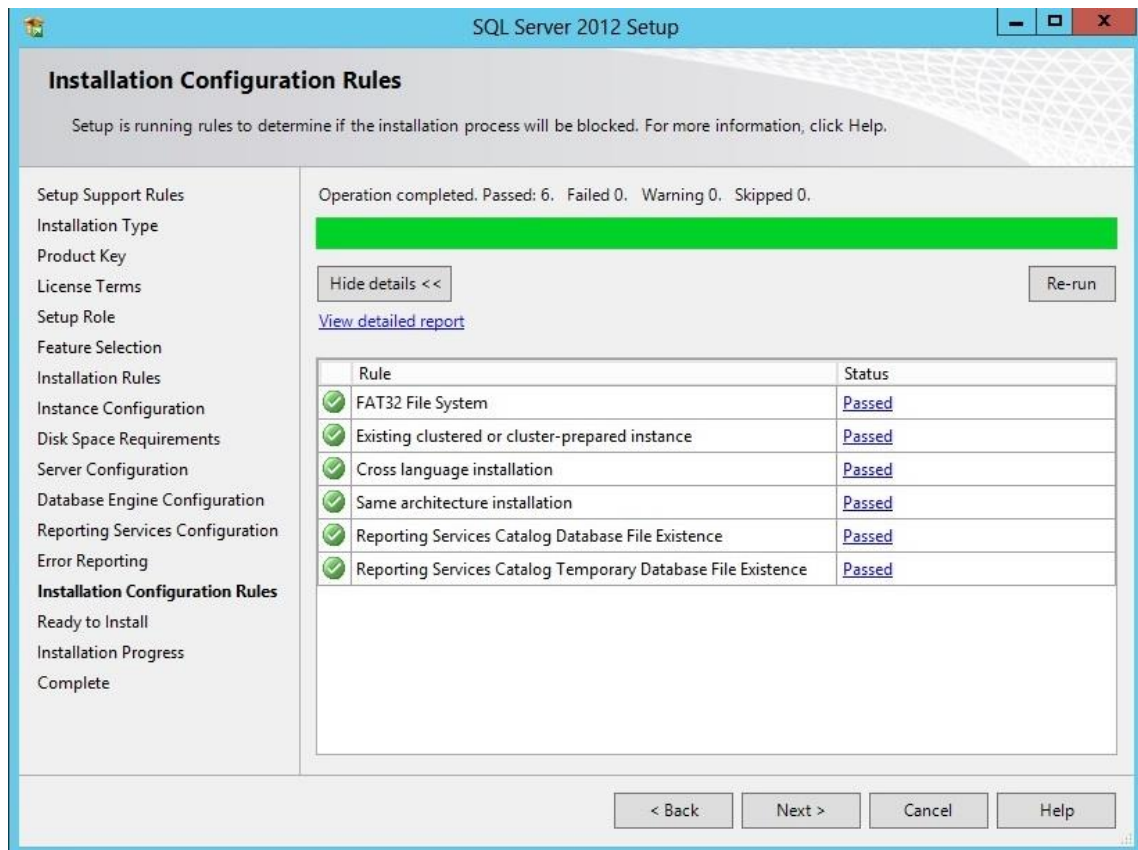 SQL Server 2012 Setup
Installation Configuration Rules
Setup is running rules to determine if the installation process will be blocked. For more information, click Help.
Setup Support Rules
Installation Type
Product Key
License Terms
Setup Role
Feature Selection
Installation Rules
Instance Configuration
Disk Space Requirements
Server Configuration
Database Engine Configuration
Reporting Services Configuration
Error Reporting
Installation Configuration Rules
Ready to Install
Installation Progress
Complete
Operation completed. Passed: 6. Failed 0. Warning 0. Skipped 0.
Hide details << Re-run
View detailed report
Rule Status
FAT32 File System Passed
Existing clustered or cluster-prepared instance Passed
Cross language installation Passed
Same architecture installation Passed
Reporting Services Catalog Database File Existence Passed
Reporting Services Catalog Temporary Database File Existence Passed
< Back Next > Cancel Help